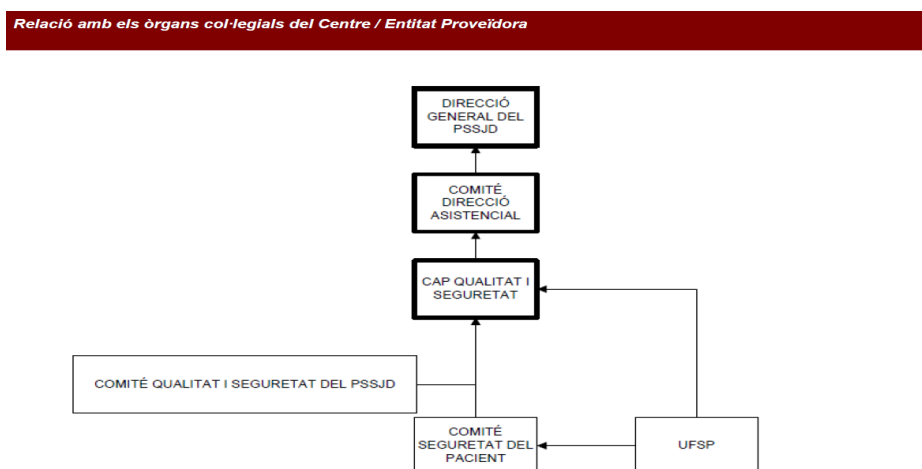 Relació amb els òrgans col·legials del Centre / Entitat Proveïdora
DIRECCIÓ
GENERAL DEL
PSSJD
COMITÉ
DIRECCIÓ
ASISTENCIAL
CAP QUALITAT I
SEGURETAT
COMITÉ QUALITAT I SEGURETAT DEL PSSJD
COMITÉ
SEGURETAT DEL
PACIENT
UFSP